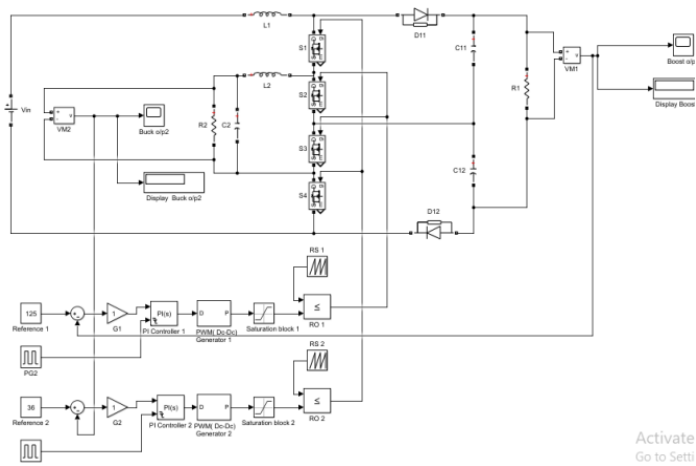 L1
D11
S1
C11
Boost o/p
VM1
L2
S2
R1
Vin
VM2
Buck o/p2
R2
C2
Display Boos
S3
C12
S4
Display Buck o/p2
D12
RS 1
125
1
PI(s)
D
P
≤
Reference 1
G1
PI Controller 1
PWM( Dc-Dc)
Generator 1
Saturation block 1
RO 1
PG2
RS 2
36
1
PI(s)
D
P
≤
Reference 2
G2
PI Controller 2
PWM( Dc-Dc)
Generator 2
Saturation block 2
RO 2
Activate
Go to Setti